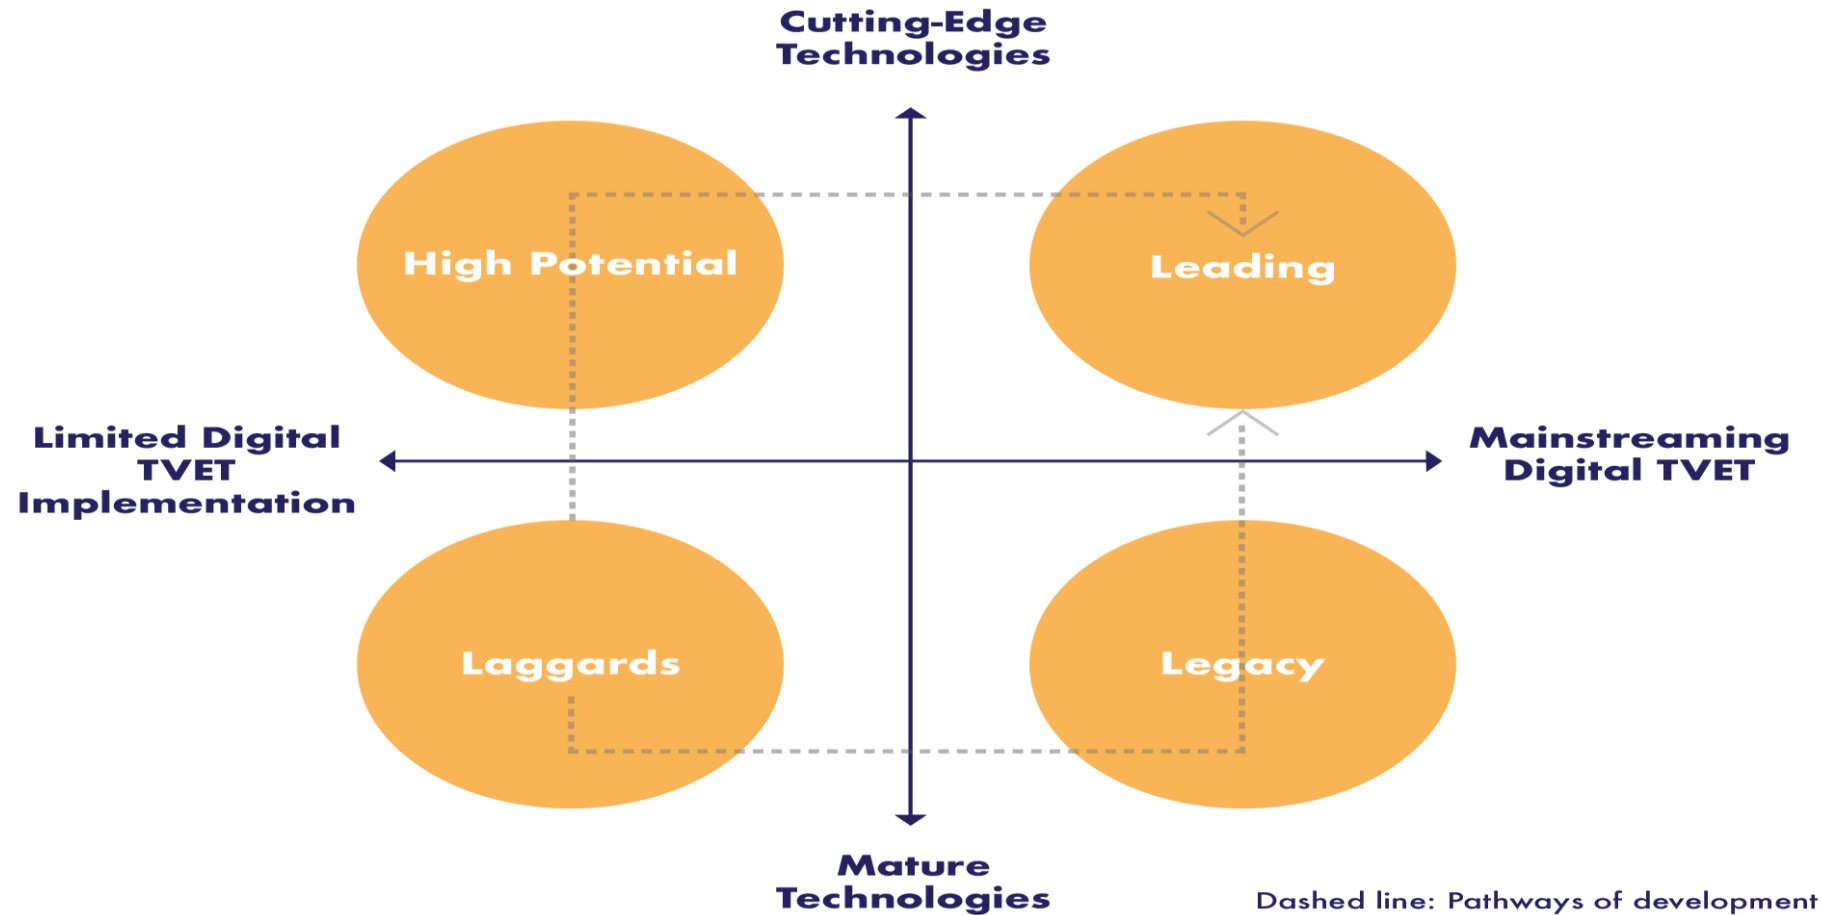 Cutting-Edge
Technologies
High Potential
Leading
Limited Digital
TVET
Implementation
Mainstreaming
Digital TVET
Laggards
Legacy
Mature
Technologies
Dashed line: Pathways of development